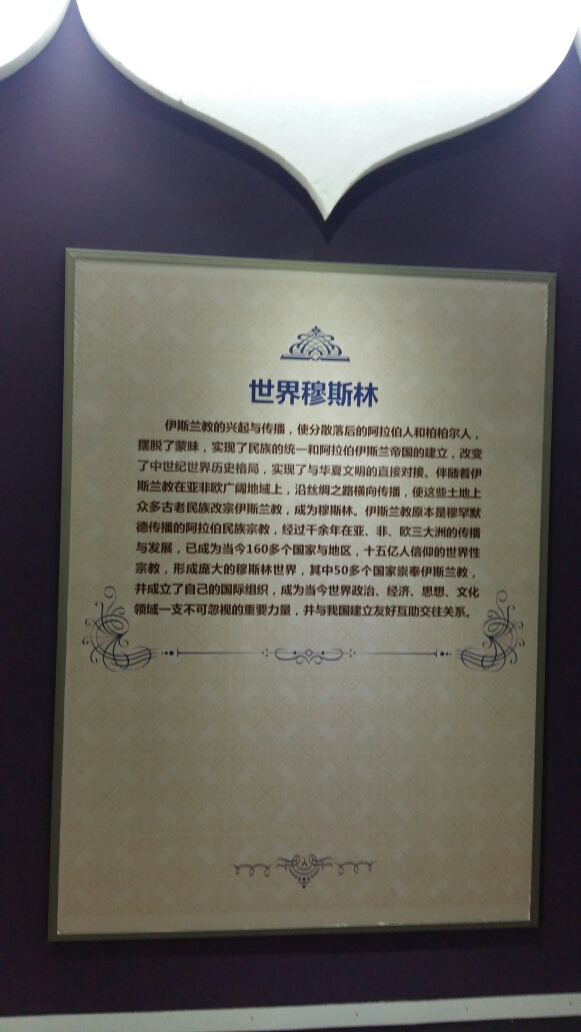 世界穆斯林
伊斯兰教的兴起与传播，使分散落后的阿拉伯人和柏柏尔人，
摆脱了蒙昧，实现了民族的统一和阿拉伯伊斯兰帝国的建立，改变
了中世纪世界历史格局，实现了与华夏文明的直接对接。伴随着伊
斯兰教在亚非欧广阔地域上，沿丝绸之路横向传播，使这些土地上
众多古老民族改宗伊斯兰教，成为穆斯林。伊斯兰教原本是穆罕默
德传播的阿拉伯民族宗教，经过千余年在亚、非、欧三大洲的传播
与发展，已成为当今160多个国家与地区，十五亿人信仰的世界性
宗教，形成庞大的穆斯林世界，其中50多个国家崇奉伊斯兰教，
并成立了自己的国际组织，成为当今世界政治、经济、思想、文化
领域一支不可忽视的重要力量，并与我国建立友好互助交往关系。